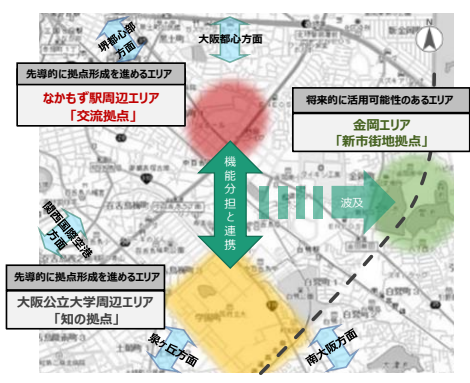 堺都心部
方面
大阪都心方面
N
先導的に拠点形成を進めるエリア
なかもず駅周辺エリア
「交流拠点」
将来的に活用可能性のあるエリア
金岡エリア
「新市街地拠点」
機能分担と連携
波及
関西国際空港
方面
先導的に拠点形成を進めるエリア
大阪公立大学周辺エリア
「知の拠点」
泉ケ丘方面
南大阪方面